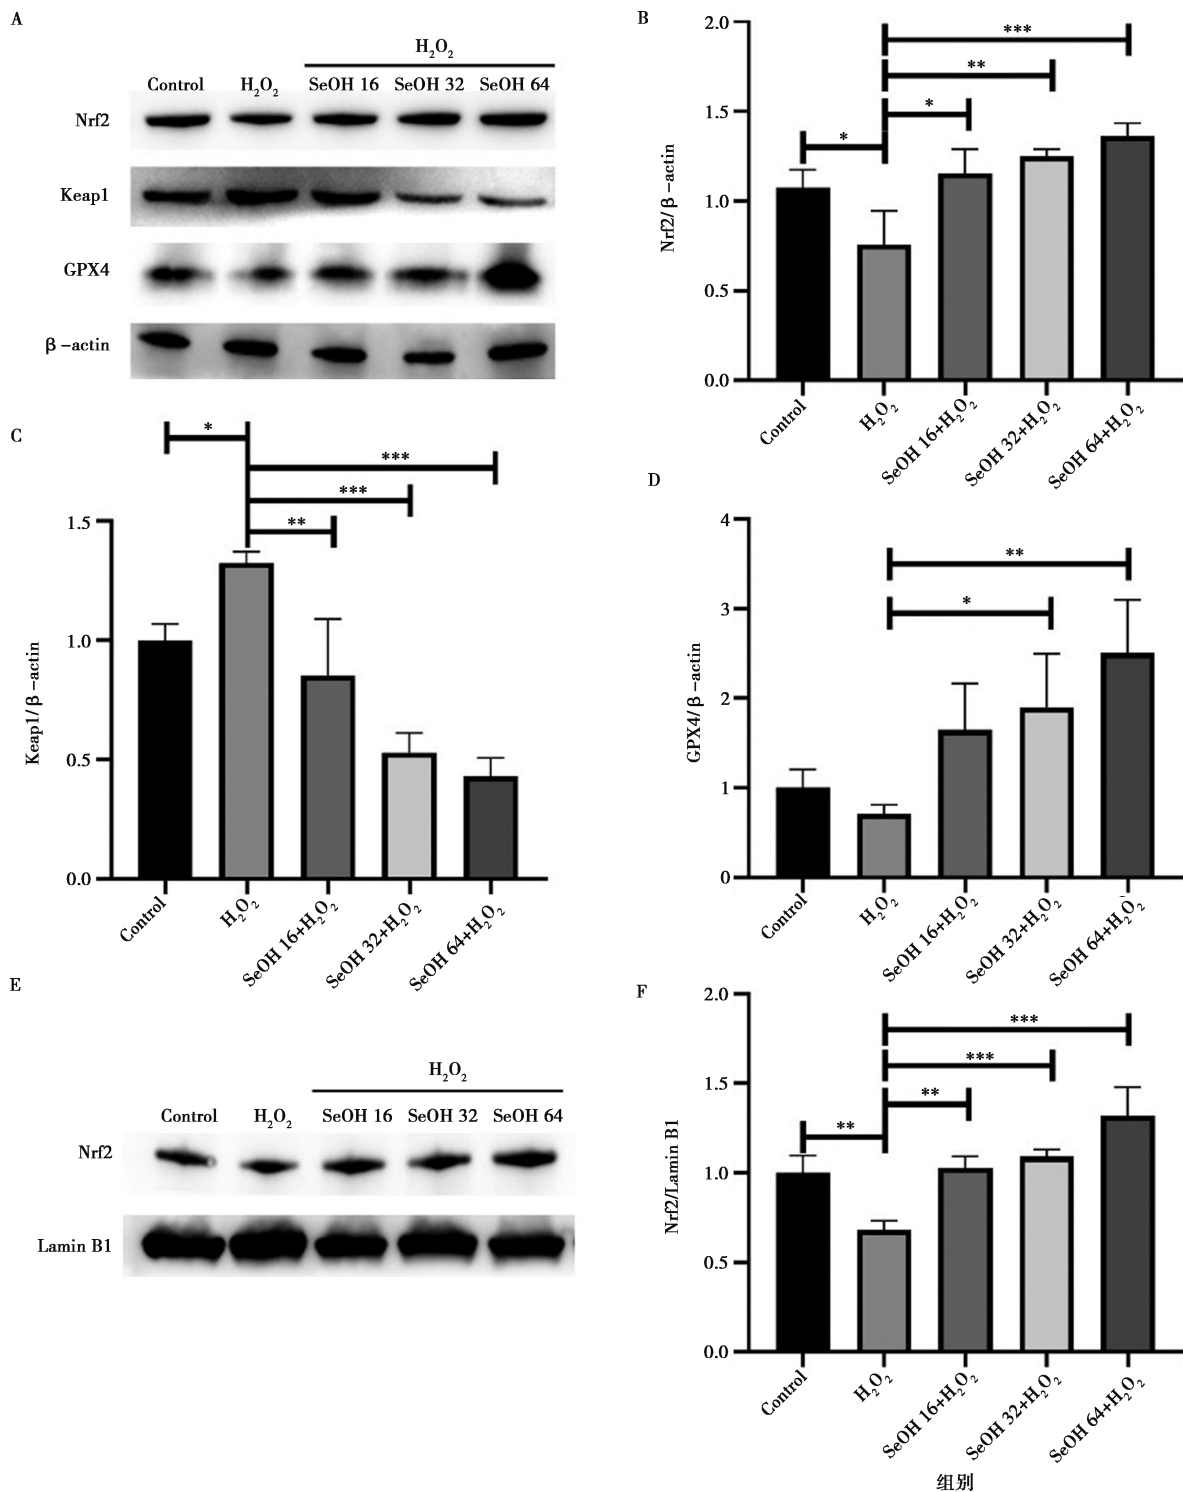 A
H₂O₂
Control H₂O₂ SeOH 16 SeOH 32 SeOH 64
Nrf2
Keap1
GPX4
β-actin
B
2.0
1.5
1.0
0.5
0.0
Nrf2/β-actin
* * ** ***
Control H₂O₂ SeOH 16+H₂O₂ SeOH 32+H₂O₂ SeOH 64+H₂O₂
C
1.5
1.0
0.5
0.0
Keap1/β-actin
* *** *** **
Control H₂O₂ SeOH 16+H₂O₂ SeOH 32+H₂O₂ SeOH 64+H₂O₂
D
4
3
2
1
0
GPX4/β-actin
** *
Control H₂O₂ SeOH 16+H₂O₂ SeOH 32+H₂O₂ SeOH 64+H₂O₂
E
H₂O₂
Control H₂O₂ SeOH 16 SeOH 32 SeOH 64
Nrf2
Lamin B1
F
2.0
1.5
1.0
0.5
0.0
Nrf2/Lamin B1
*** *** ** **
Control H₂O₂ SeOH 16+H₂O₂ SeOH 32+H₂O₂ SeOH 64+H₂O₂
组别